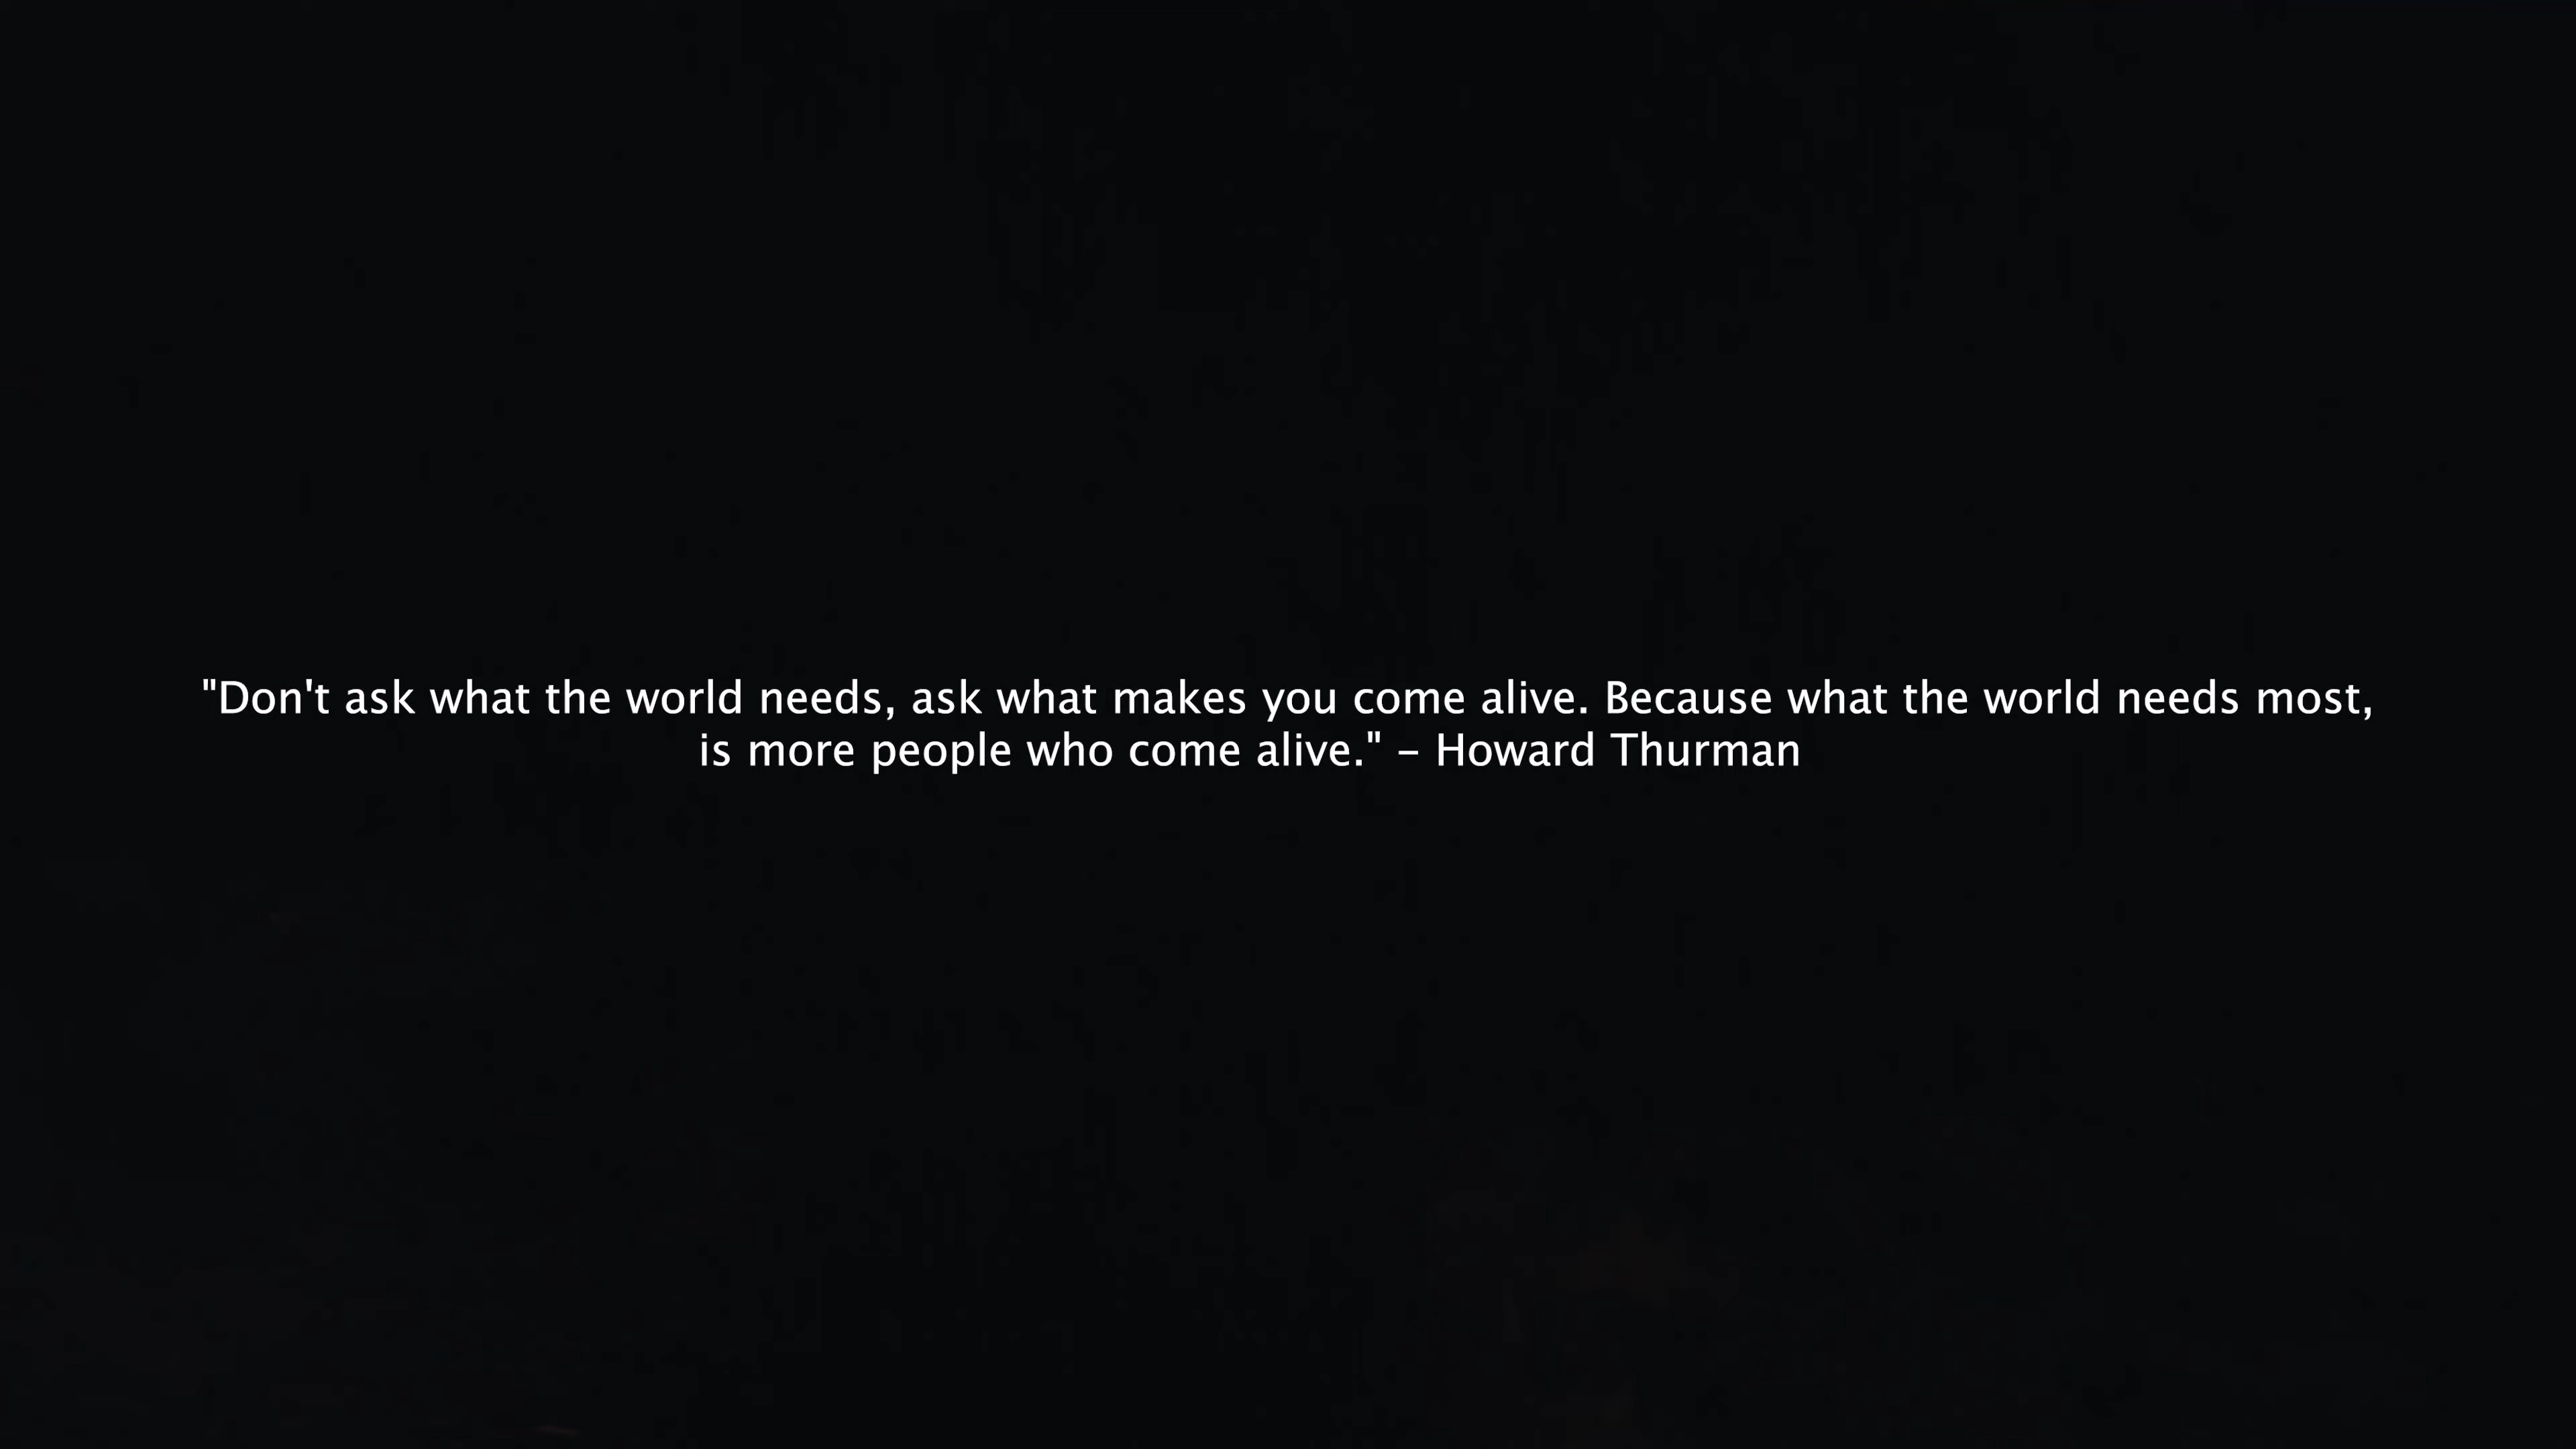 "Don't ask what the world needs, ask what makes you come alive. Because what the world needs most,
is more people who come alive." – Howard Thurman